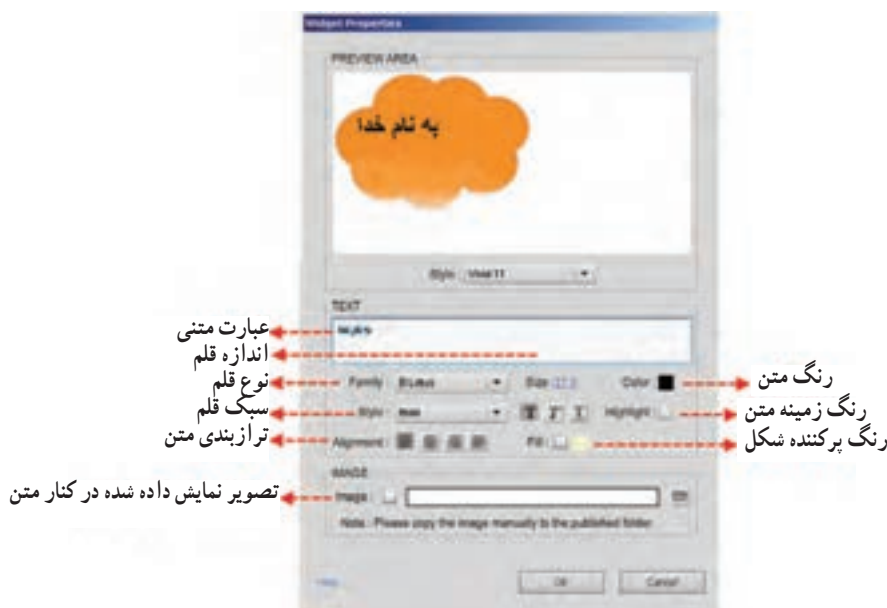 Widget Properties
PREVIEW AREA
به نام خدا
Style
TEXT
عبارت متنی
اندازه قلم
نوع قلم
Family: B Lotus Size Color
رنگ متن
سبک قلم
Style Highlight
رنگ زمینه متن
ترازبندی متن
Alignment: Fill
رنگ پرکننده شکل
IMAGE
تصویر نمایش داده شده در کنار متن
Image
Note: Please copy the image manually to the published folder
OK Cancel